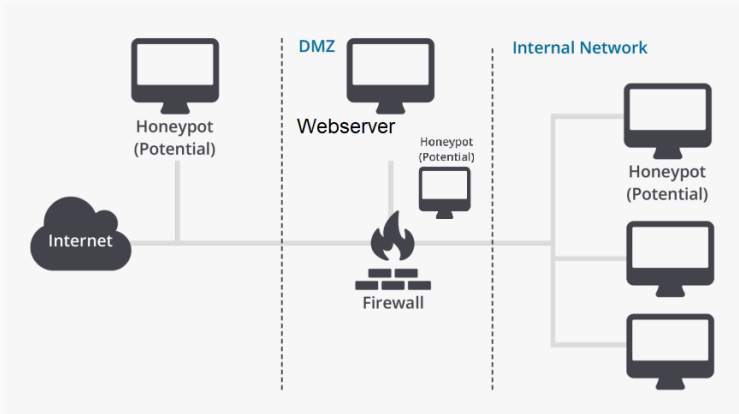 DMZ
Internal Network
Honeypot
(Potential)
Webserver
Honeypot
(Potential)
Honeypot
(Potential)
Internet
Firewall